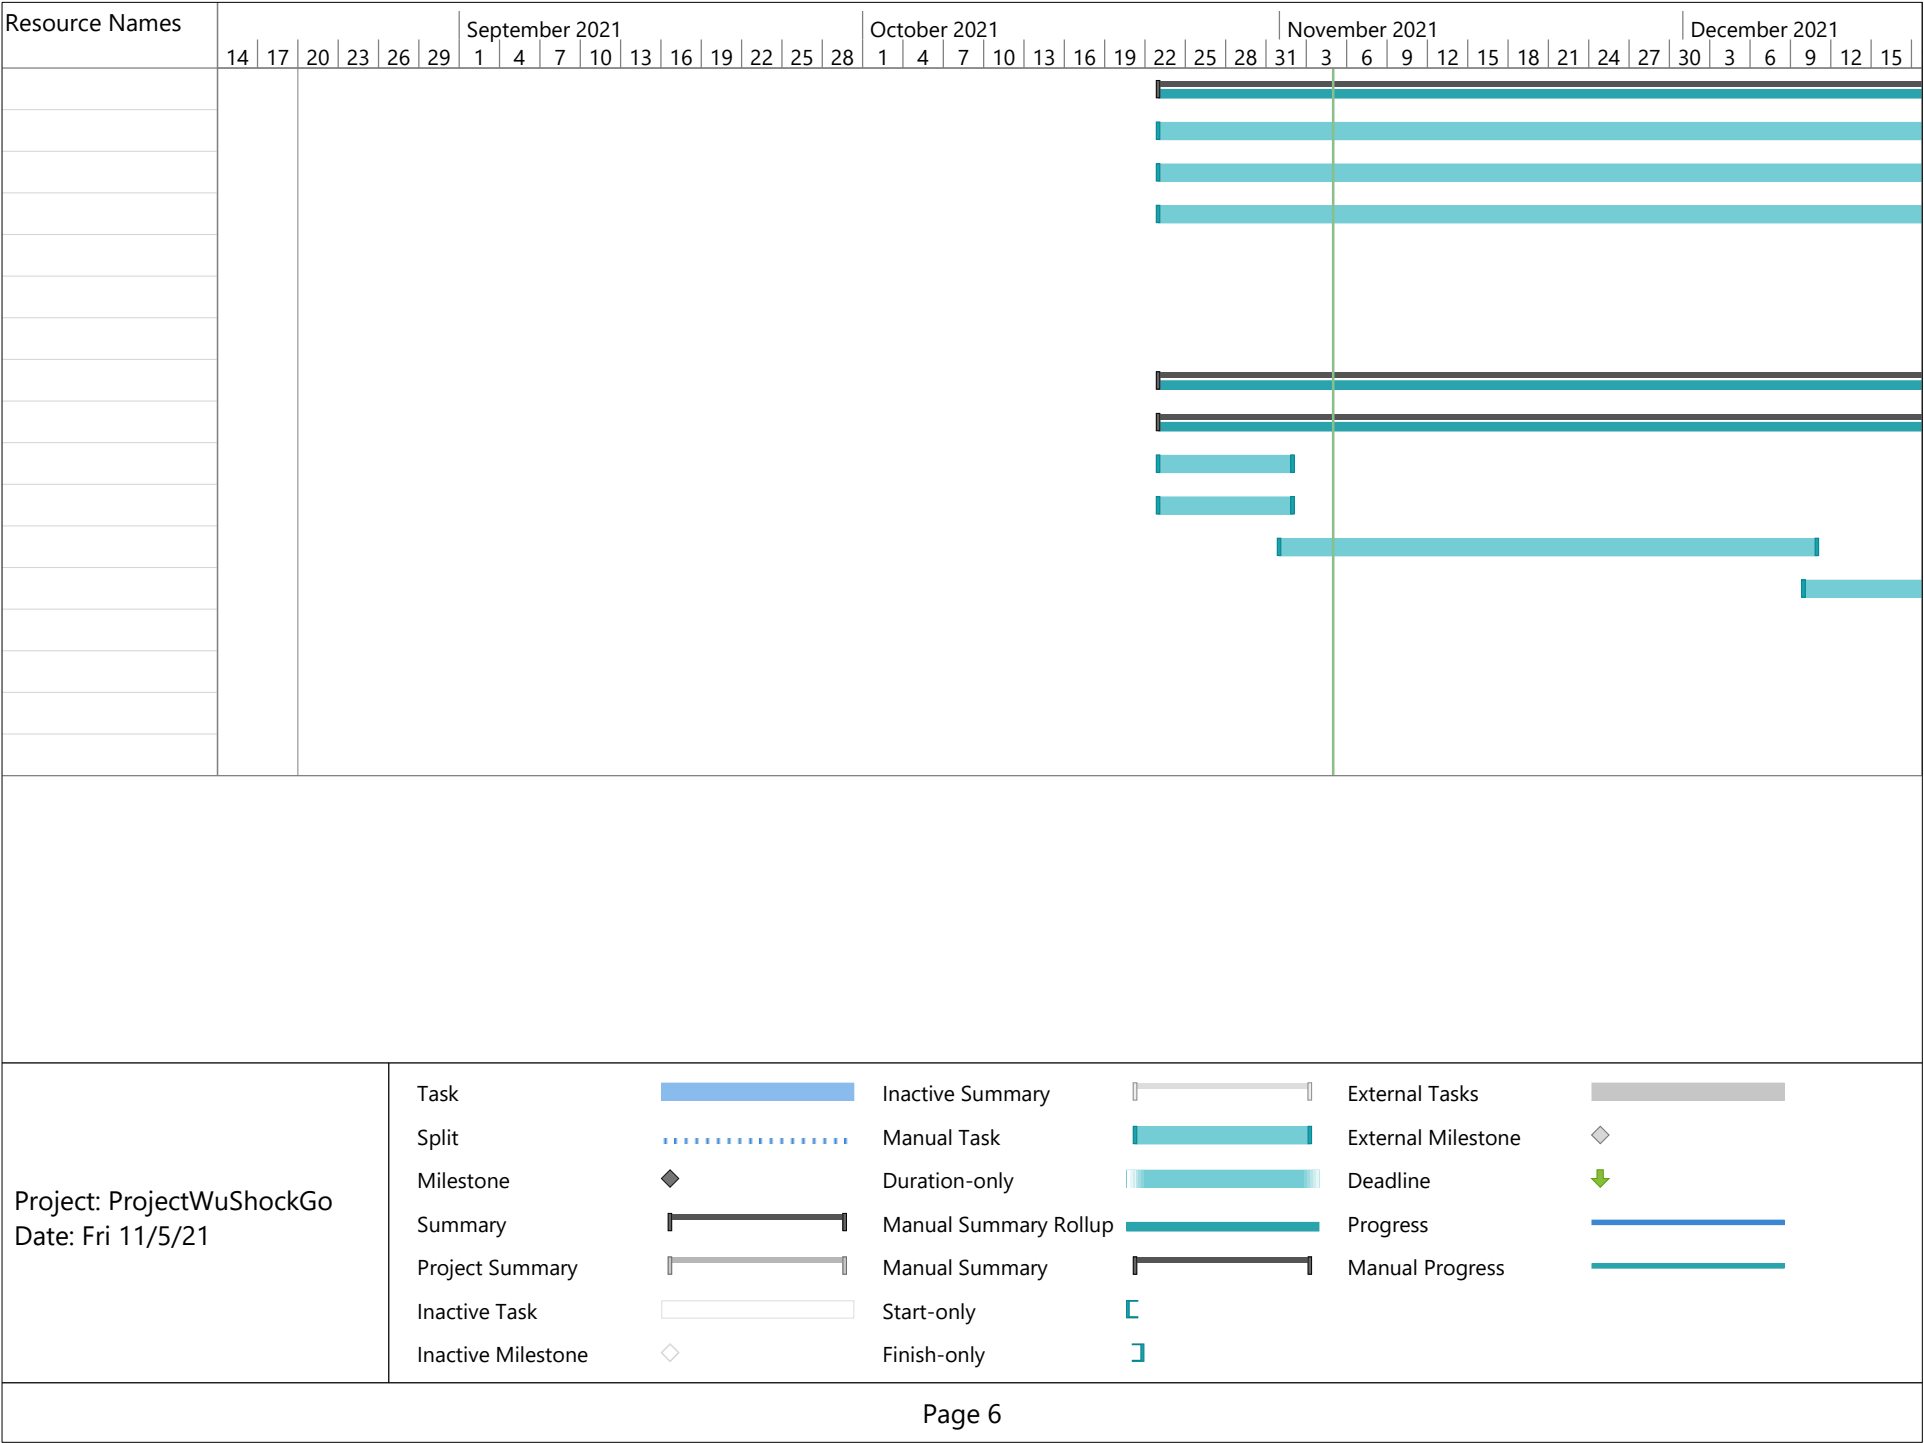 Resource Names
September 2021 October 2021 November 2021 December 2021
14 17 20 23 26 29 1 4 7 10 13 16 19 22 25 28 1 4 7 10 13 16 19 22 25 28 31 3 6 9 12 15 18 21 24 27 30 3 6 9 12 15
Project: ProjectWuShockGo
Date: Fri 11/5/21
Task
Split
Milestone
Summary
Project Summary
Inactive Task
Inactive Milestone
Inactive Summary
Manual Task
Duration-only
Manual Summary Rollup
Manual Summary
Start-only
Finish-only
External Tasks
External Milestone
Deadline
Progress
Manual Progress
Page 6